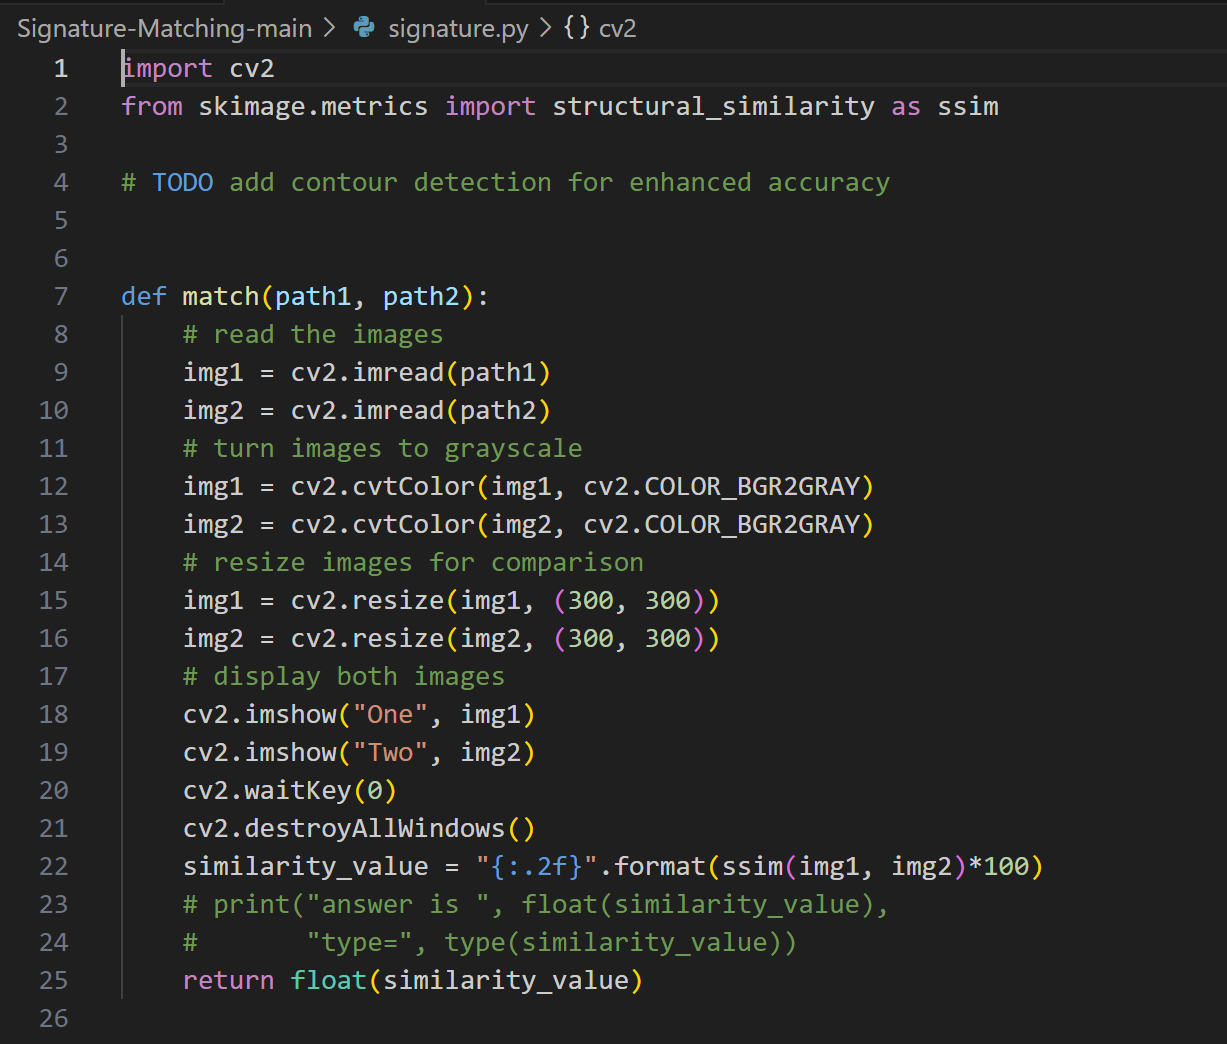 Signature-Matching-main > signature.py > {} cv2
1 import cv2
2 from skimage.metrics import structural_similarity as ssim
3
4 # TODO add contour detection for enhanced accuracy
5
6
7 def match(path1, path2):
8     # read the images
9     img1 = cv2.imread(path1)
10     img2 = cv2.imread(path2)
11     # turn images to grayscale
12     img1 = cv2.cvtColor(img1, cv2.COLOR_BGR2GRAY)
13     img2 = cv2.cvtColor(img2, cv2.COLOR_BGR2GRAY)
14     # resize images for comparison
15     img1 = cv2.resize(img1, (300, 300))
16     img2 = cv2.resize(img2, (300, 300))
17     # display both images
18     cv2.imshow("One", img1)
19     cv2.imshow("Two", img2)
20     cv2.waitKey(0)
21     cv2.destroyAllWindows()
22     similarity_value = "{:.2f}".format(ssim(img1, img2)*100)
23     # print("answer is ", float(similarity_value),
24     #       "type=", type(similarity_value))
25     return float(similarity_value)
26